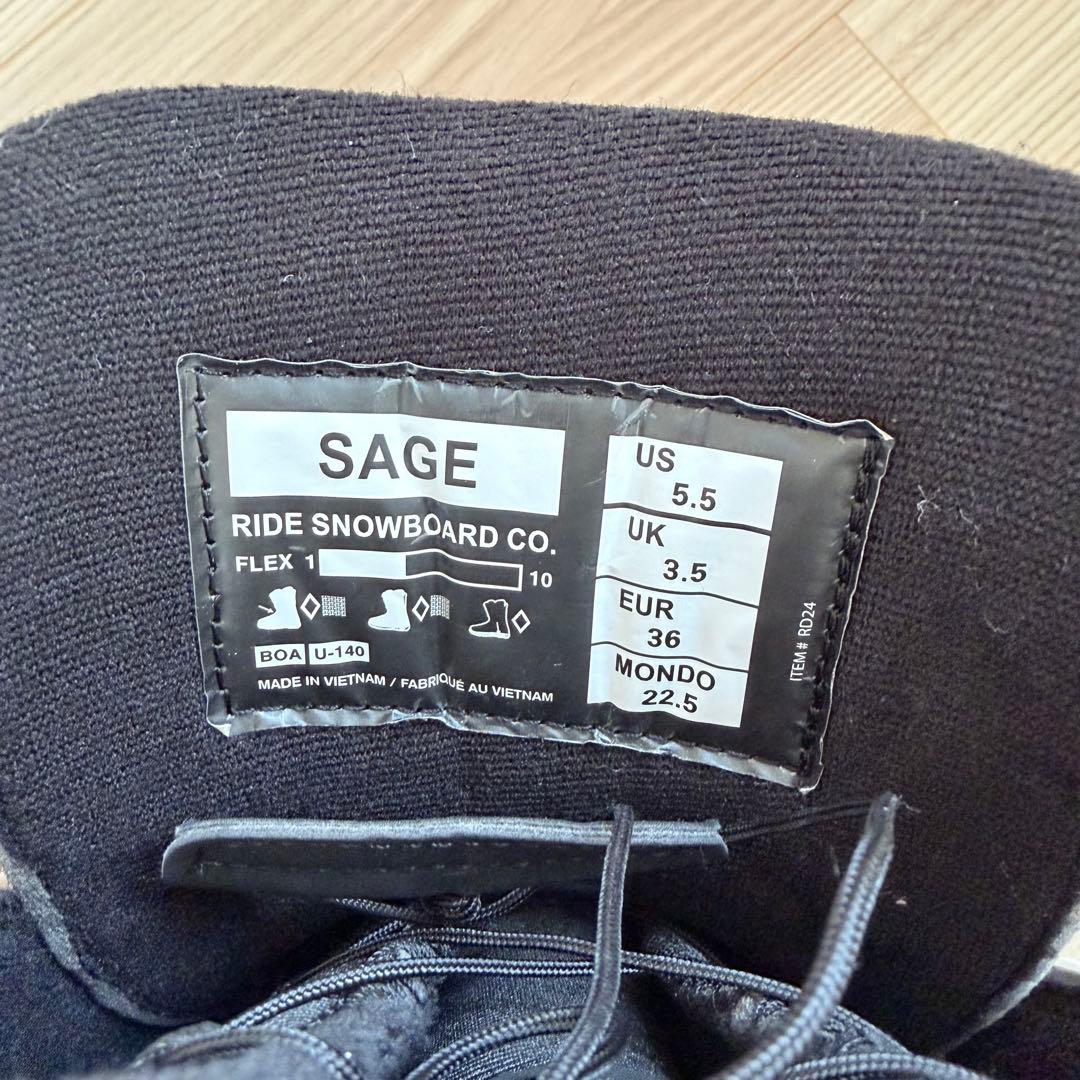 SAGE
RIDE SNOWBOARD CO.
FLEX 1 10
BOA U-140
MADE IN VIETNAM / FABRIQUÉ AU VIETNAM
US
5.5
UK
3.5
EUR
36
MONDO
22.5
ITEM # RD24